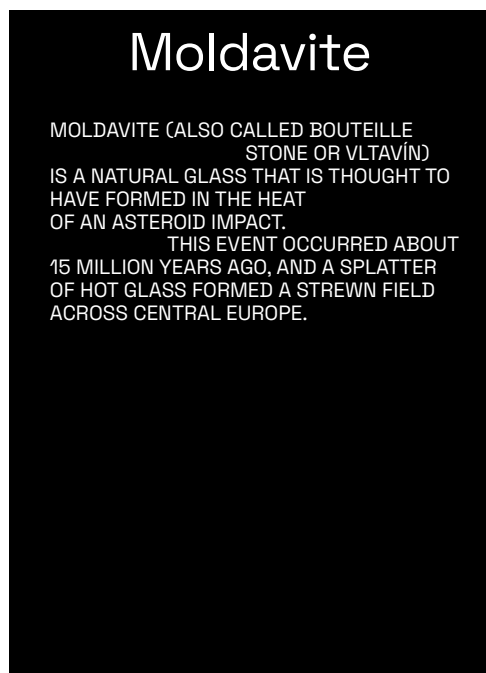 Moldavite
MOLDAVITE (ALSO CALLED BOUTEILLE
STONE OR VLTAVÍN)
IS A NATURAL GLASS THAT IS THOUGHT TO
HAVE FORMED IN THE HEAT
OF AN ASTEROID IMPACT.
THIS EVENT OCCURRED ABOUT
15 MILLION YEARS AGO, AND A SPLATTER
OF HOT GLASS FORMED A STREWN FIELD
ACROSS CENTRAL EUROPE.